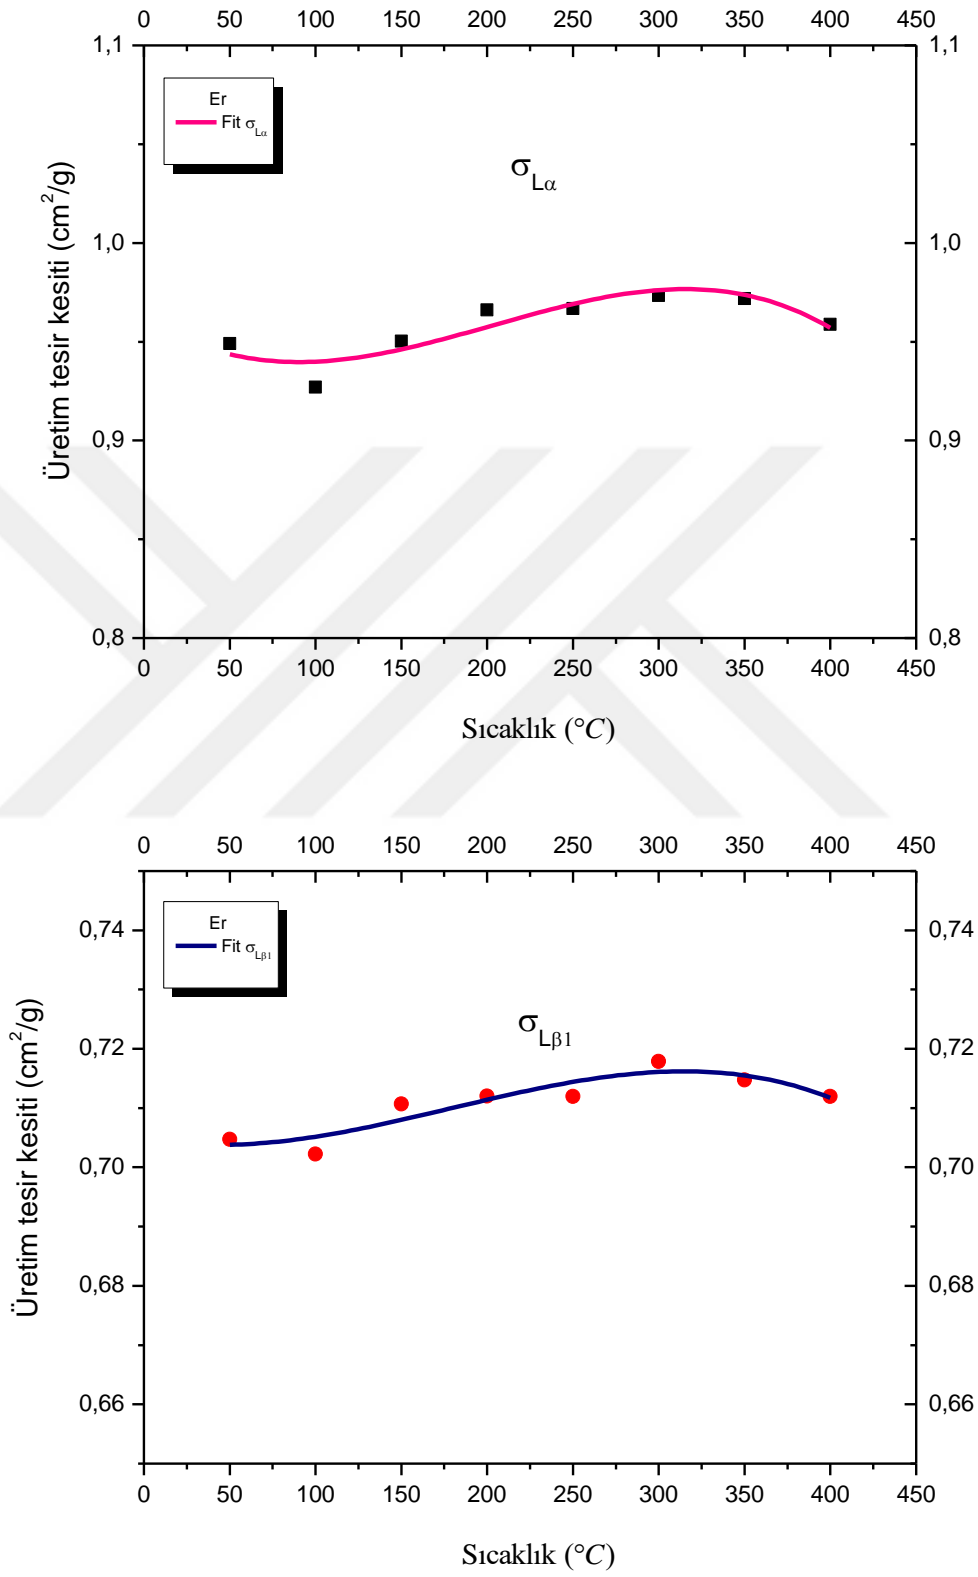 0 50 100 150 200 250 300 350 400 450
1,1 1,1
Er
Fit σLα
σLα
1,0 1,0
Üretim tesir kesiti (cm²/g)
0,9 0,9
0,8 0,8
0 50 100 150 200 250 300 350 400 450
Sıcaklık (°C)
0 50 100 150 200 250 300 350 400 450
Er
0,74 0,74
Fit σLβ1
σLβ1
0,72 0,72
Üretim tesir kesiti (cm²/g)
0,70 0,70
0,68 0,68
0,66 0,66
0 50 100 150 200 250 300 350 400 450
Sıcaklık (°C)